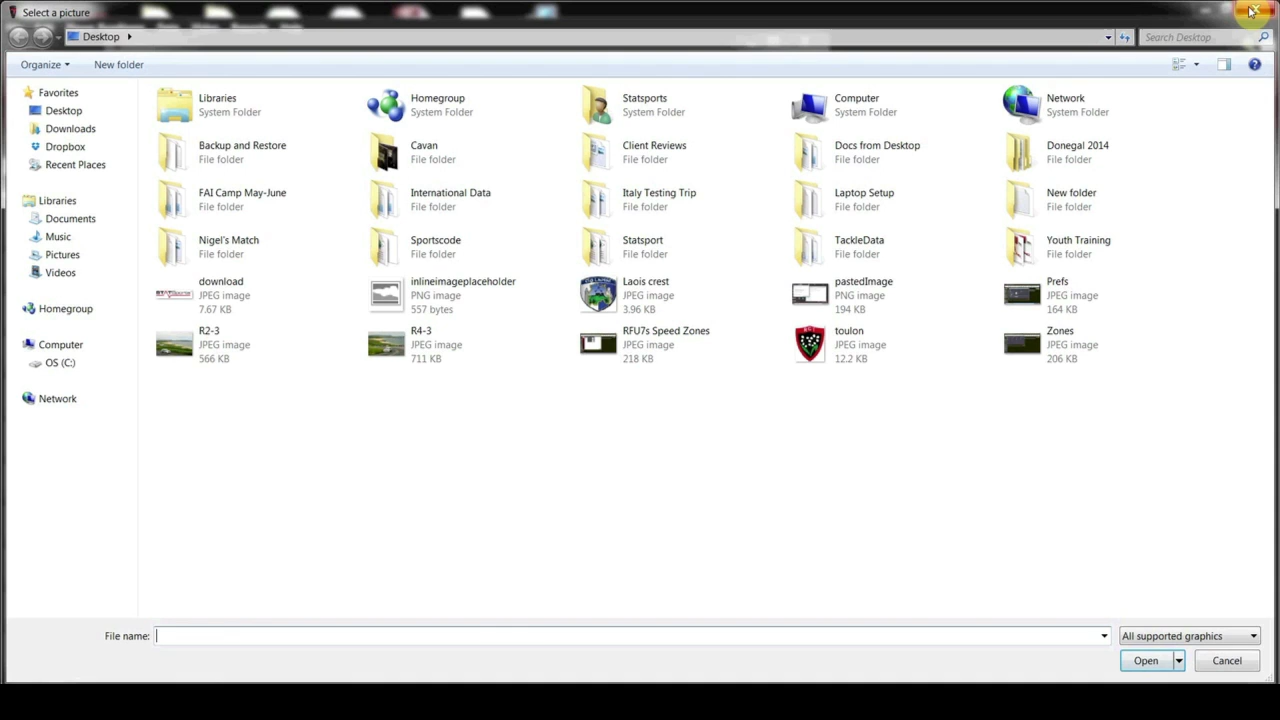 Select a picture
Desktop
Search Desktop
Organize
New folder
Favorites
Desktop
Downloads
Dropbox
Recent Places
Libraries
Documents
Music
Pictures
Videos
Homegroup
Computer
OS (C:)
Network
Libraries
System Folder
Homegroup
System Folder
Statsports
System Folder
Computer
System Folder
Network
System Folder
Backup and Restore
File folder
Cavan
File folder
Client Reviews
File folder
Docs from Desktop
File folder
Donegal 2014
File folder
FAI Camp May-June
File folder
International Data
File folder
Italy Testing Trip
File folder
Laptop Setup
File folder
New folder
File folder
Nigel's Match
File folder
Sportscode
File folder
Statsport
File folder
TackleData
File folder
Youth Training
File folder
download
JPEG image
7.67 KB
inlineimageplaceholder
PNG image
557 bytes
Laois crest
JPEG image
3.96 KB
pastedImage
PNG image
194 KB
Prefs
JPEG image
164 KB
R2-3
JPEG image
566 KB
R4-3
JPEG image
711 KB
RFU7s Speed Zones
JPEG image
218 KB
toulon
JPEG image
12.2 KB
Zones
JPEG image
206 KB
File name:
All supported graphics
Open
Cancel